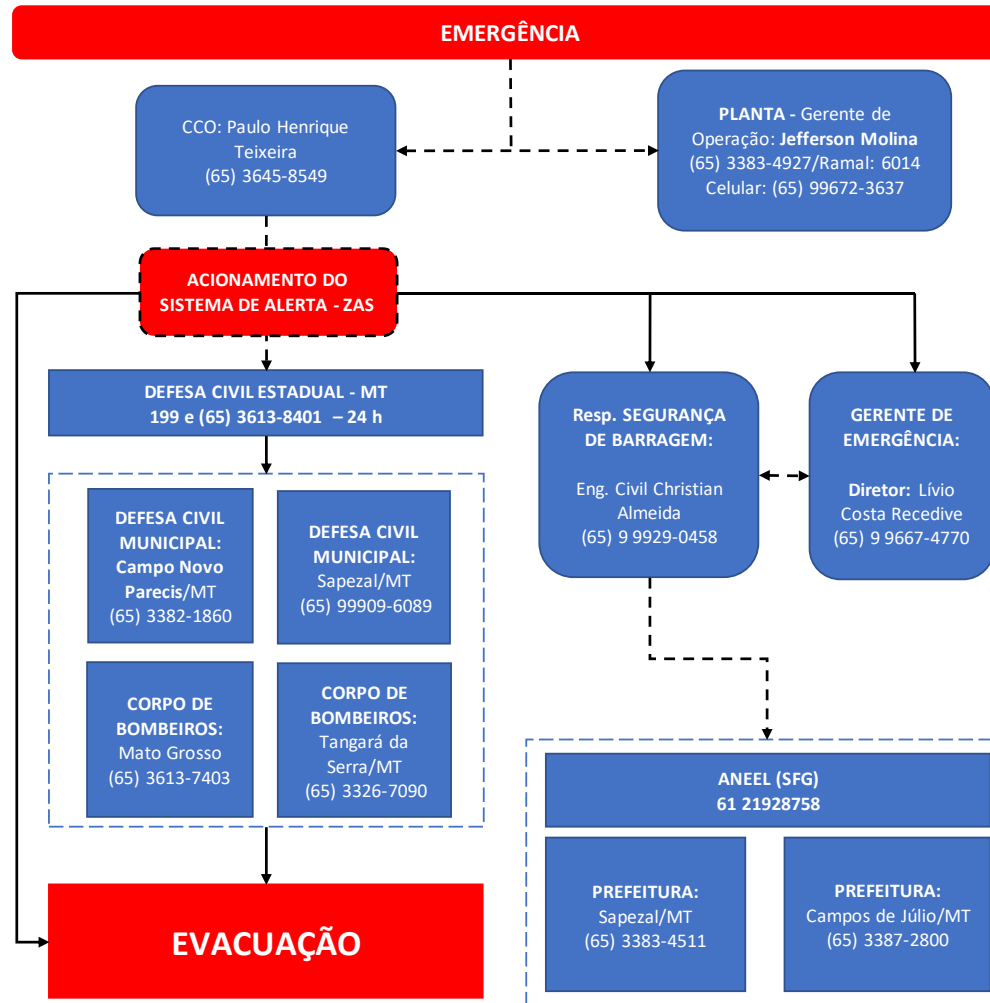 EMERGÊNCIA
CCO: Paulo Henrique
Teixeira
(65) 3645-8549
PLANTA - Gerente de
Operação: Jefferson Molina
(65) 3383-4927/Ramal: 6014
Celular: (65) 99672-3637
ACIONAMENTO DO
SISTEMA DE ALERTA - ZAS
DEFESA CIVIL ESTADUAL - MT
199 e (65) 3613-8401 – 24 h
Resp. SEGURANÇA
DE BARRAGEM:
Eng. Civil Christian
Almeida
(65) 9 9929-0458
GERENTE DE
EMERGÊNCIA:
Diretor: Lívio
Costa Recedive
(65) 9 9667-4770
DEFESA CIVIL
MUNICIPAL:
Campo Novo
Parecis/MT
(65) 3382-1860
DEFESA CIVIL
MUNICIPAL:
Sapezal/MT
(65) 99909-6089
CORPO DE
BOMBEIROS:
Mato Grosso
(65) 3613-7403
CORPO DE
BOMBEIROS:
Tangará da
Serra/MT
(65) 3326-7090
ANEEL (SFG)
61 21928758
PREFEITURA:
Sapezal/MT
(65) 3383-4511
PREFEITURA:
Campos de Júlio/MT
(65) 3387-2800
EVACUAÇÃO